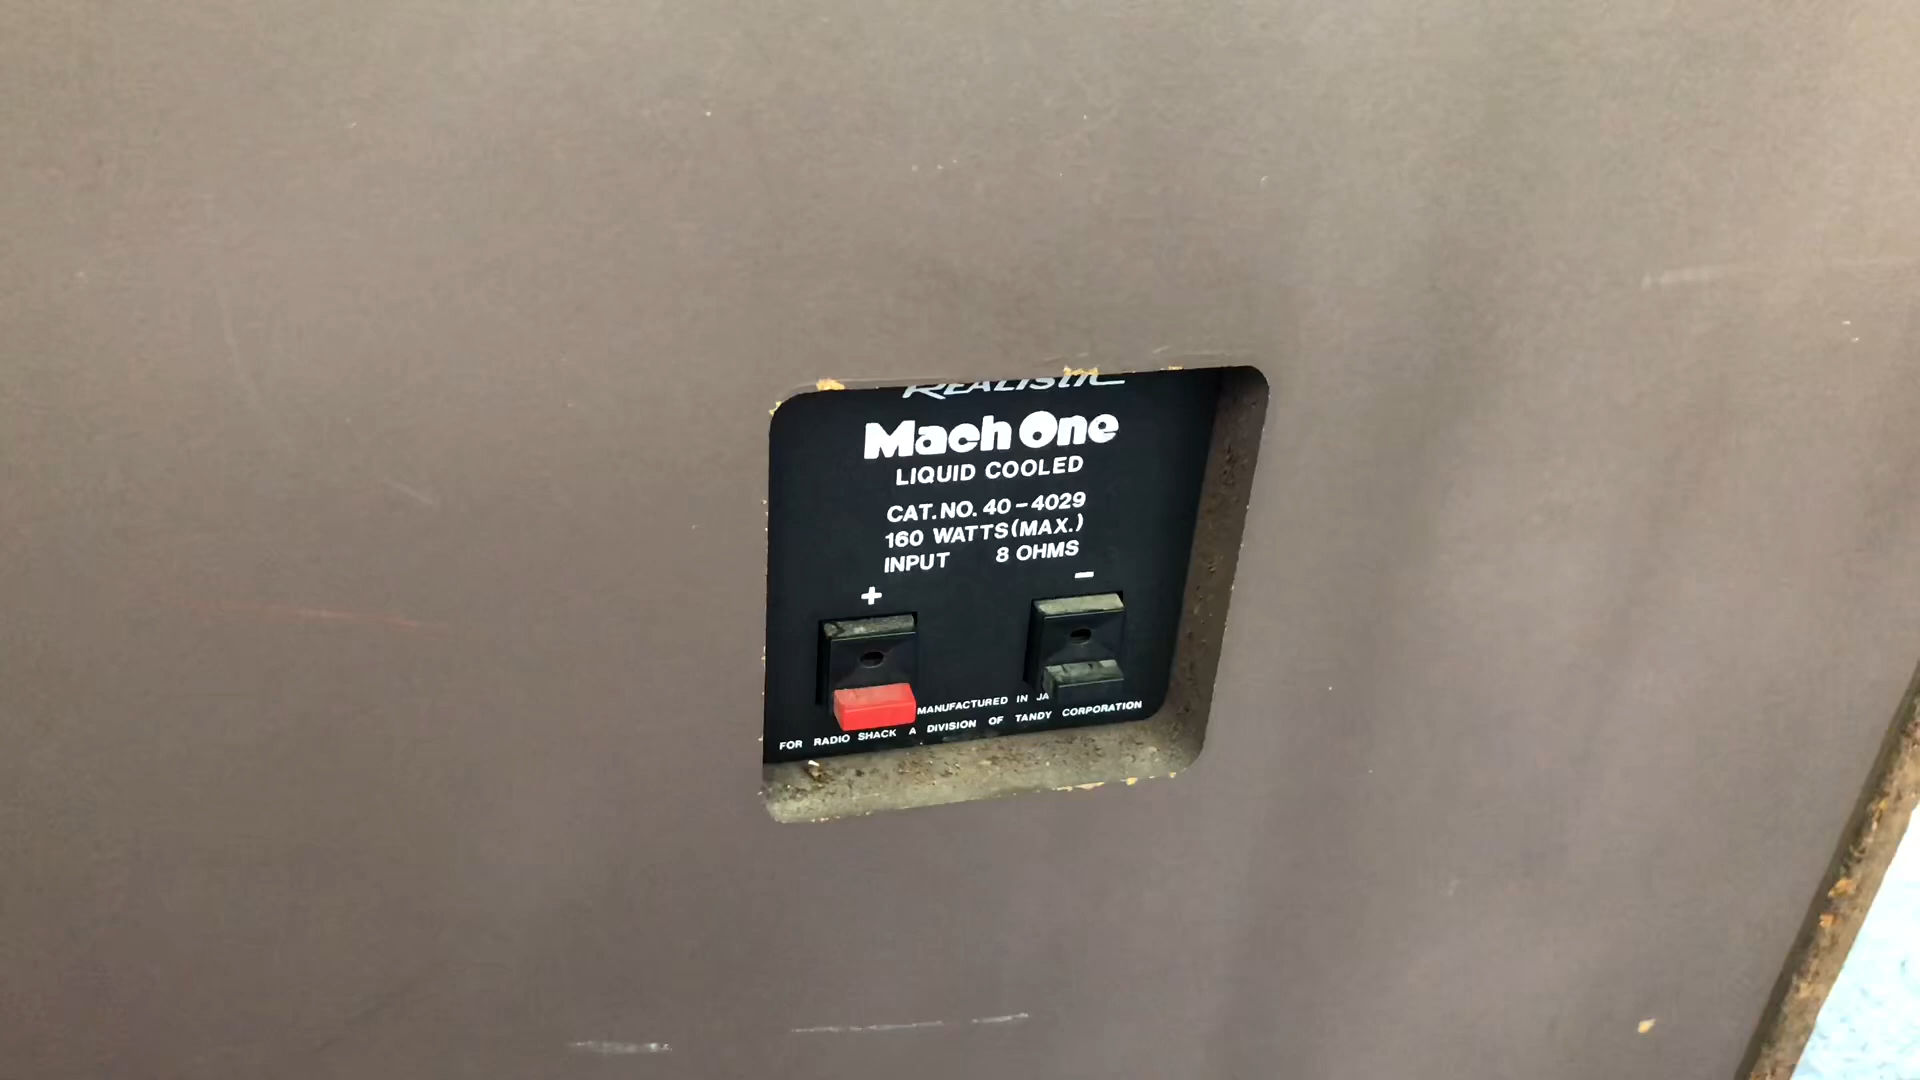 REALISTIC
Mach One
LIQUID COOLED
CAT. NO. 40-4029
160 WATTS (MAX.)
INPUT 8 OHMS
+ −
MANUFACTURED IN JA
FOR RADIO SHACK A DIVISION OF TANDY CORPORATION